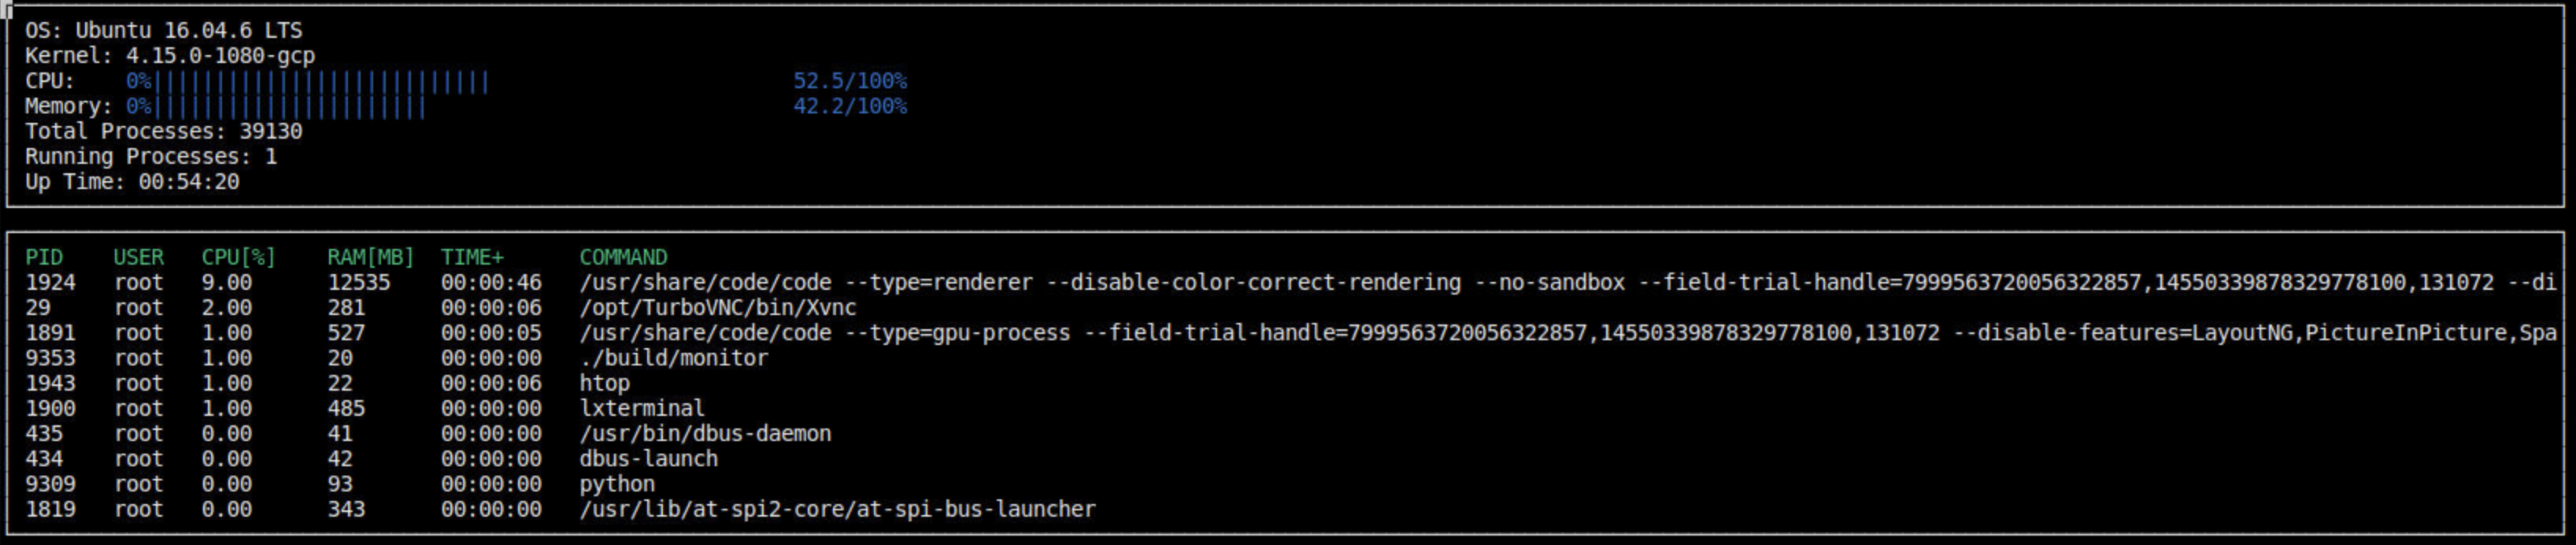 OS: Ubuntu 16.04.6 LTS
Kernel: 4.15.0-1080-gcp
CPU: 0%||||||||||||||||||||||||||| 52.5/100%
Memory: 0%|||||||||||||||||||||| 42.2/100%
Total Processes: 39130
Running Processes: 1
Up Time: 00:54:20
PID USER CPU[%] RAM[MB] TIME+ COMMAND
1924 root 9.00 12535 00:00:46 /usr/share/code/code --type=renderer --disable-color-correct-rendering --no-sandbox --field-trial-handle=7999563720056322857,14550339878329778100,131072 --di
29 root 2.00 281 00:00:06 /opt/TurboVNC/bin/Xvnc
1891 root 1.00 527 00:00:05 /usr/share/code/code --type=gpu-process --field-trial-handle=7999563720056322857,14550339878329778100,131072 --disable-features=LayoutNG,PictureInPicture,Spa
9353 root 1.00 20 00:00:00 ./build/monitor
1943 root 1.00 22 00:00:06 htop
1900 root 1.00 485 00:00:00 lxterminal
435 root 0.00 41 00:00:00 /usr/bin/dbus-daemon
434 root 0.00 42 00:00:00 dbus-launch
9309 root 0.00 93 00:00:00 python
1819 root 0.00 343 00:00:00 /usr/lib/at-spi2-core/at-spi-bus-launcher